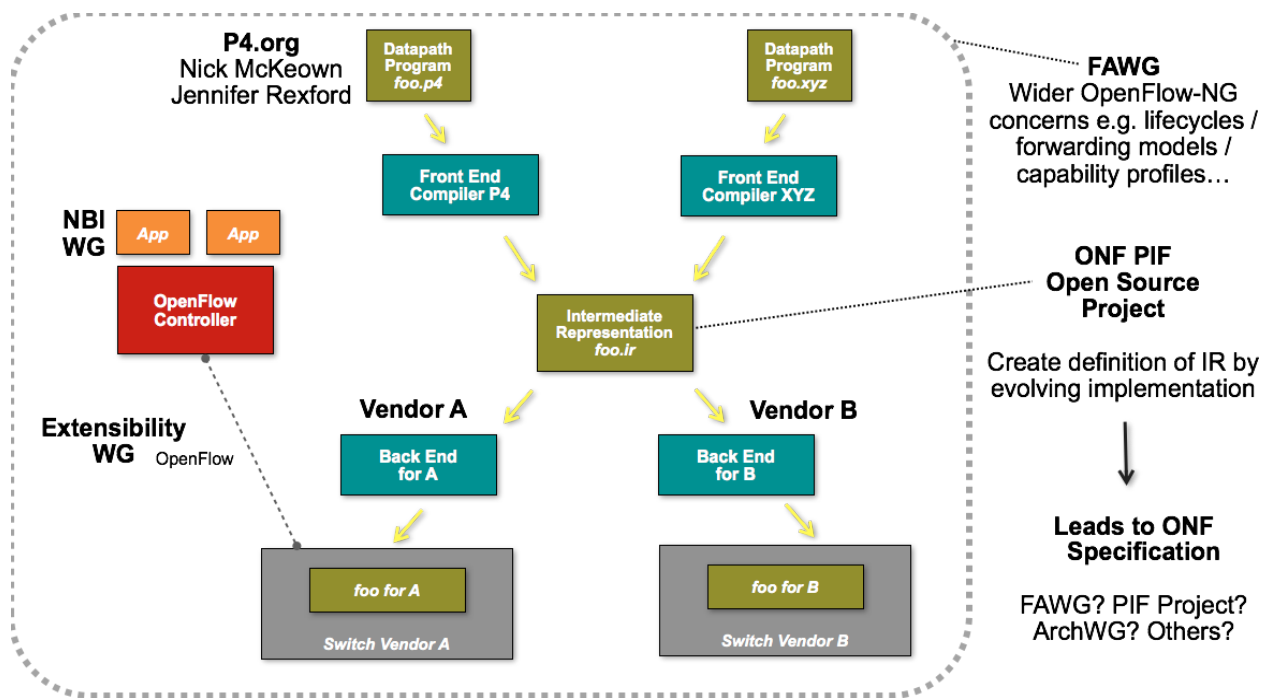 P4.org
Nick McKeown
Jennifer Rexford
Datapath
Program
foo.p4
Datapath
Program
foo.xyz
FAWG
Wider OpenFlow-NG
concerns e.g. lifecycles /
forwarding models /
capability profiles…
Front End
Compiler P4
Front End
Compiler XYZ
NBI
WG
App
App
OpenFlow
Controller
ONF PIF
Open Source
Project
Intermediate
Representation
foo.ir
Create definition of IR by
evolving implementation
Vendor A
Vendor B
Extensibility
WG
OpenFlow
Back End
for A
Back End
for B
Leads to ONF
Specification
foo for A
Switch Vendor A
foo for B
Switch Vendor B
FAWG? PIF Project?
ArchWG? Others?